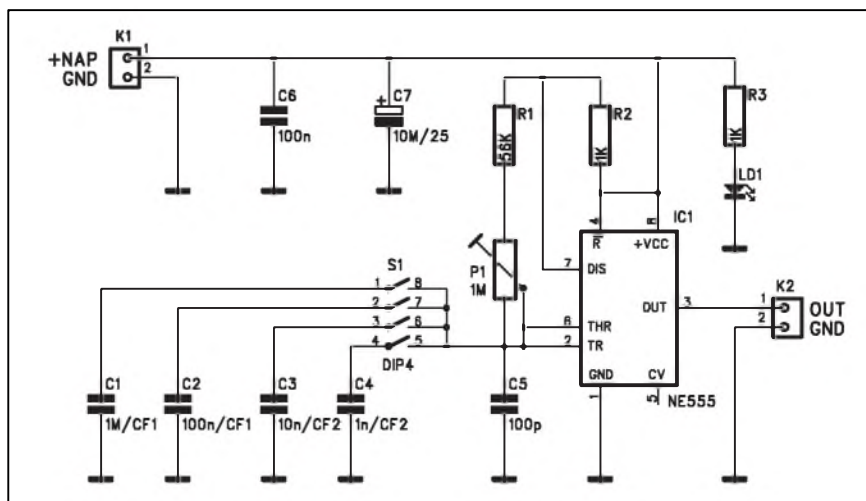 K1
+NAP 1
GND 2
C6
100n
+ C7
10M/25
R1
56K
R2
1K
R3
1K
LD1
IC1
4 8
R +VCC
7 DIS
P1
1M
S1
1 8
2 7
3 6
4 5
DIP4
6 THR
2 TR
OUT 3
GND CV
1 5
NE555
K2
1 OUT
2 GND
C1
1M/CF1
C2
100n/CF1
C3
10n/CF2
C4
1n/CF2
C5
100p